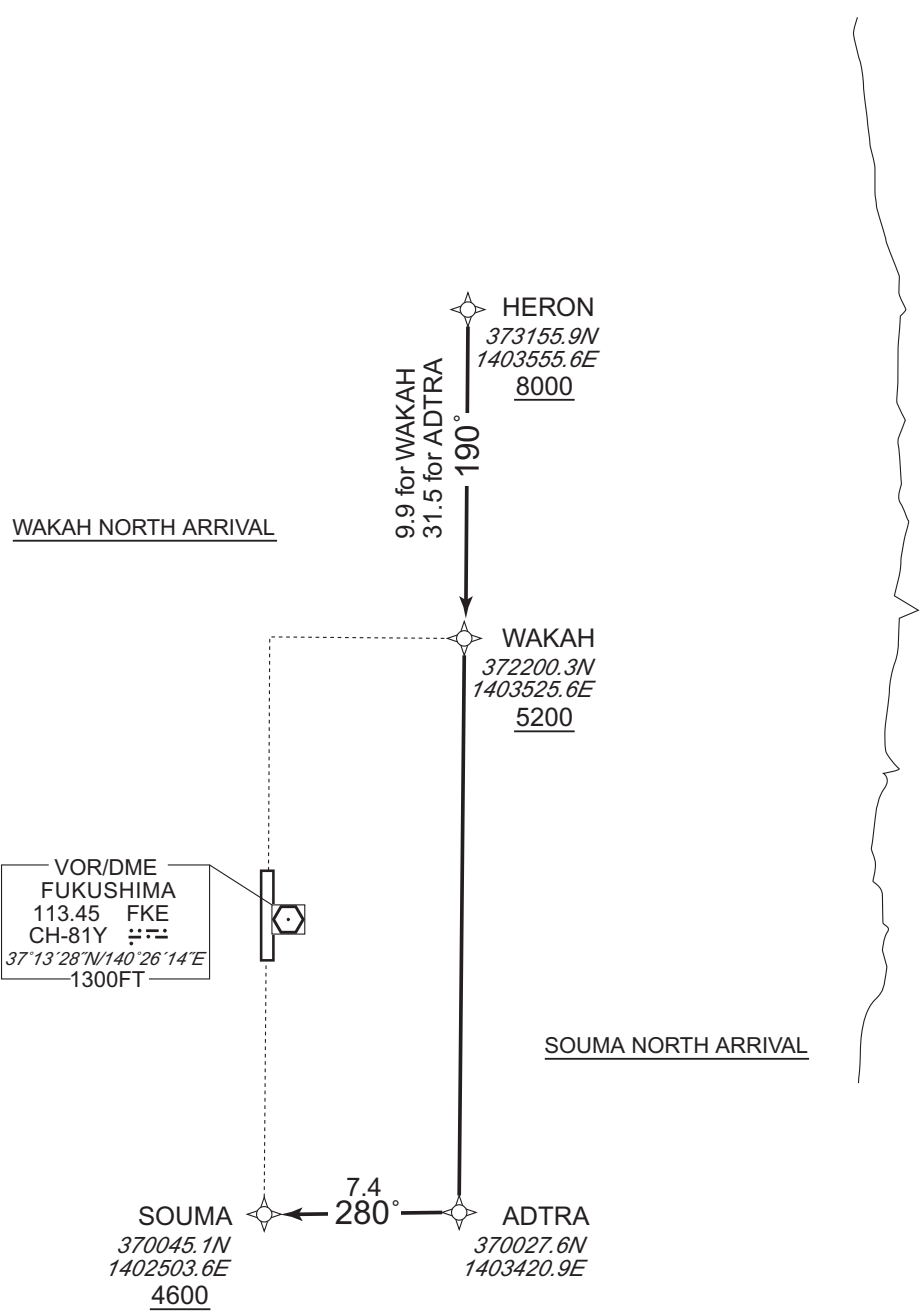 HERON
373155.9N
1403555.6E
8000
9.9 for WAKAH
31.5 for ADTRA
190°
WAKAH NORTH ARRIVAL
WAKAH
372200.3N
1403525.6E
5200
VOR/DME
FUKUSHIMA
113.45 FKE
CH-81Y
37°13´28˝N/140°26´14˝E
1300FT
SOUMA NORTH ARRIVAL
7.4
280°
SOUMA
370045.1N
1402503.6E
4600
ADTRA
370027.6N
1403420.9E